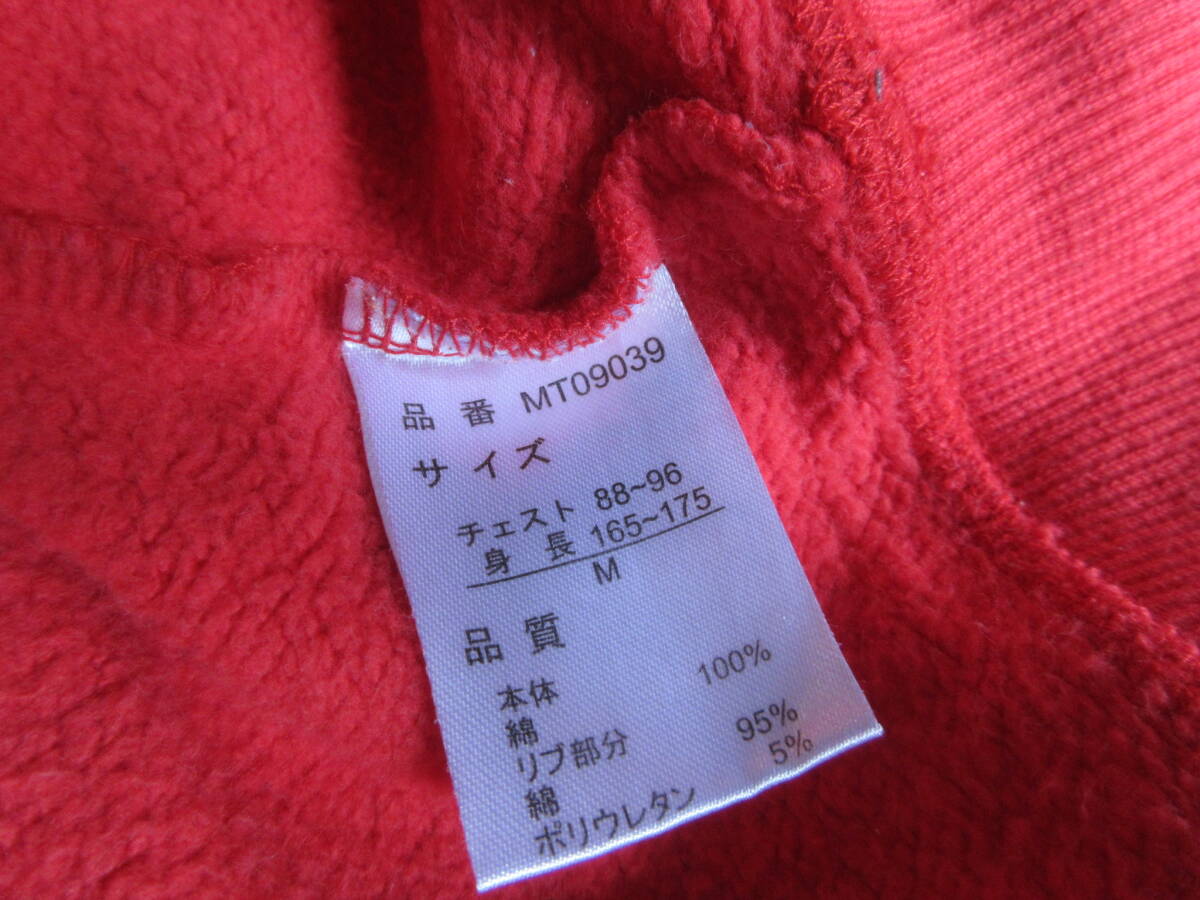 品 番 MT09039
サ イ ズ
チェスト 88~96
身 長 165~175
M
品 質
本体
綿 100%
リブ部分
綿 95%
ポリウレタン 5%